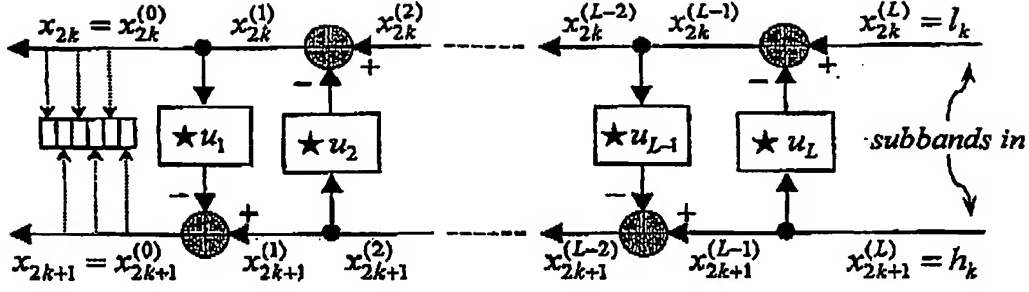 x_{2k} = x_{2k}^{(0)} x_{2k}^{(1)} x_{2k}^{(2)} x_{2k}^{(L-2)} x_{2k}^{(L-1)} x_{2k}^{(L)} = l_k
+ +
− −
★ u_1 ★ u_2 ★ u_{L-1} ★ u_L subbands in
− + − +
x_{2k+1} = x_{2k+1}^{(0)} x_{2k+1}^{(1)} x_{2k+1}^{(2)} x_{2k+1}^{(L-2)} x_{2k+1}^{(L-1)} x_{2k+1}^{(L)} = h_k